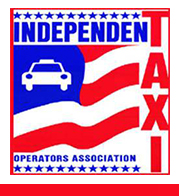 INDEPENDEN
TAXI
OPERATORS ASSOCIATION